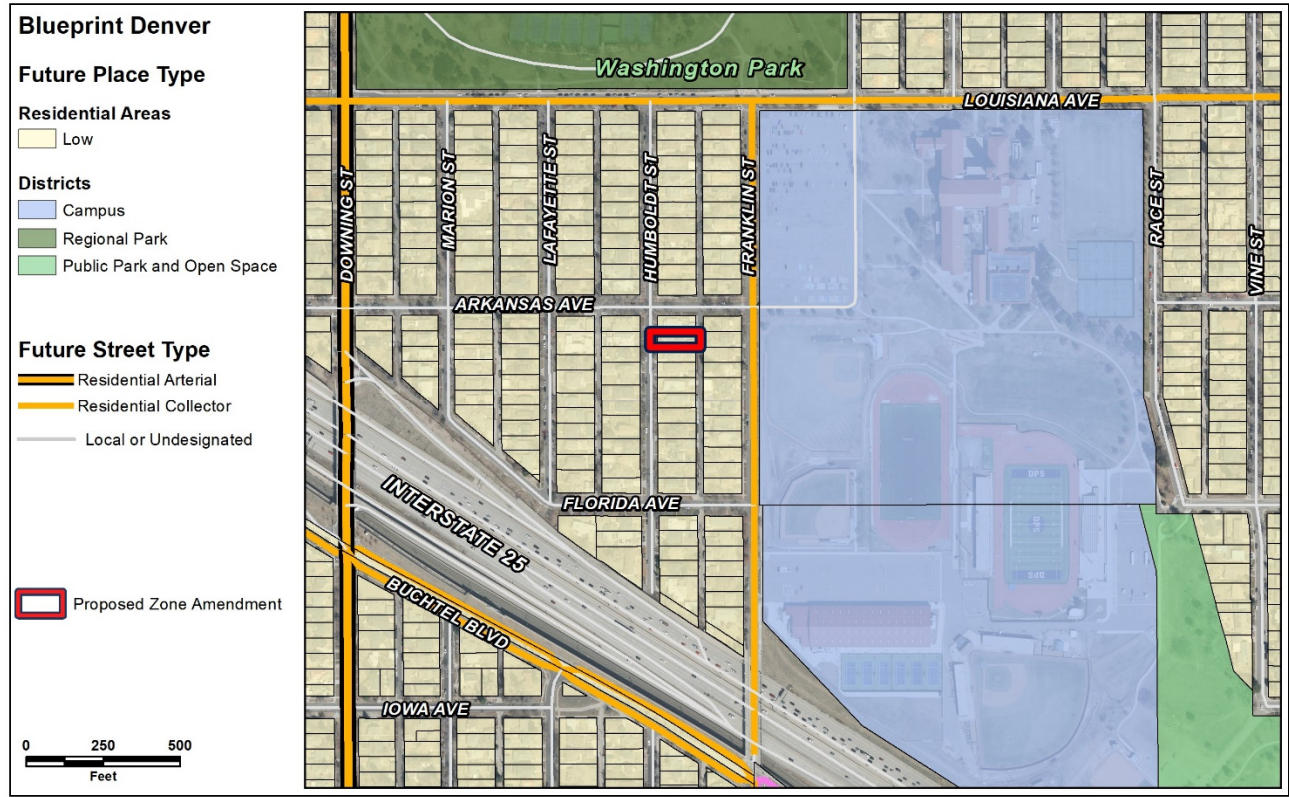 Blueprint Denver
Future Place Type
Residential Areas
Low
Districts
Campus
Regional Park
Public Park and Open Space
Future Street Type
Residential Arterial
Residential Collector
Local or Undesignated
Proposed Zone Amendment
0 250 500
Feet
Washington Park
LOUISIANA AVE
DOWNING ST
MARION ST
LAFAYETTE ST
HUMBOLDT ST
FRANKLIN ST
RACE ST
VINE ST
ARKANSAS AVE
FLORIDA AVE
INTERSTATE 25
BUCHTEL BLVD
IOWA AVE
DPS
DPS